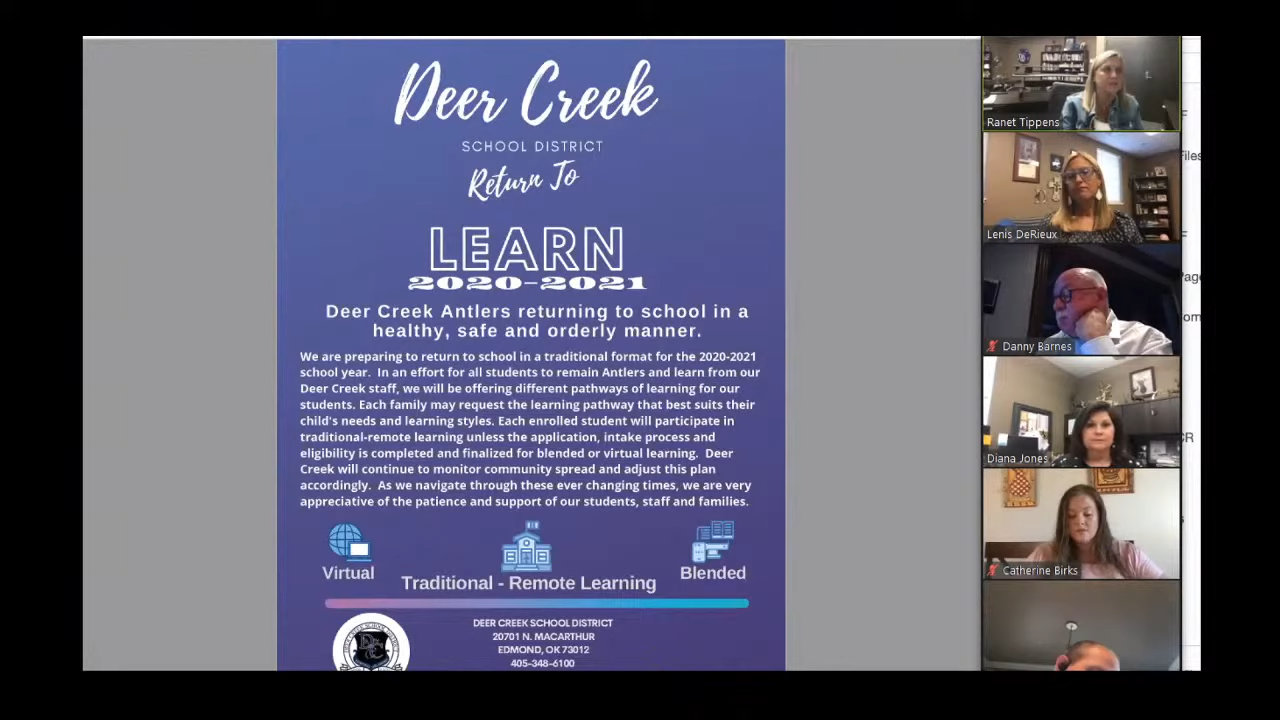 Deer Creek
SCHOOL DISTRICT
Return To
LEARN
2020-2021
Deer Creek Antlers returning to school in a
healthy, safe and orderly manner.
We are preparing to return to school in a traditional format for the 2020-2021
school year.  In an effort for all students to remain Antlers and learn from our
Deer Creek staff, we will be offering different pathways of learning for our
students. Each family may request the learning pathway that best suits their
child's needs and learning styles. Each enrolled student will participate in
traditional-remote learning unless the application, intake process and
eligibility is completed and finalized for blended or virtual learning.  Deer
Creek will continue to monitor community spread and adjust this plan
accordingly.  As we navigate through these ever changing times, we are very
appreciative of the patience and support of our students, staff and families.
Virtual
Traditional - Remote Learning
Blended
DEER CREEK SCHOOL DISTRICT
20701 N. MACARTHUR
EDMOND, OK 73012
405-348-6100
Ranet Tippens
Lenis DeRieux
Danny Barnes
Diana Jones
Catherine Birks